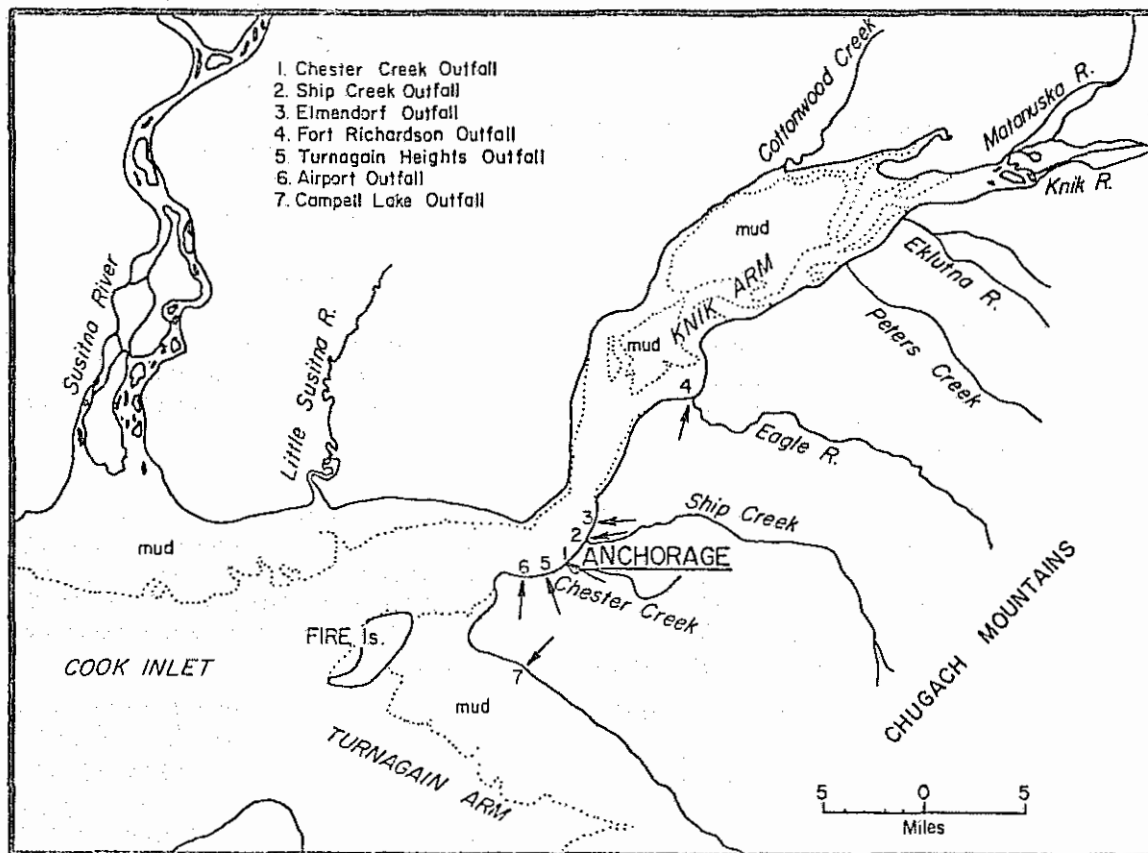 1. Chester Creek Outfall
2. Ship Creek Outfall
3. Elmendorf Outfall
4. Fort Richardson Outfall
5. Turnagain Heights Outfall
6. Airport Outfall
7. Campell Lake Outfall
Cottonwood Creek
Matanuska R.
Knik R.
mud
Eklutna R.
KNIK ARM
mud
Peters Creek
Susitna River
Little Susitna R.
4
Eagle R.
3
Ship Creek
2
mud
1
ANCHORAGE
6
5
Chester Creek
CHUGACH MOUNTAINS
FIRE Is.
COOK INLET
7
mud
TURNAGAIN ARM
5 0 5
Miles